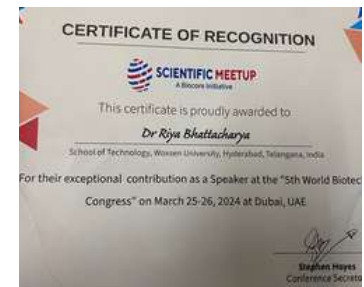 CERTIFICATE OF RECOGNITION
SCIENTIFIC MEETUP
A Biocore Initiative
This certificate is proudly awarded to
Dr Riya Bhattacharya
School of Technology, Woxsen University, Hyderabad, Telangana, India
For their exceptional contribution as a Speaker at the "5th World Biotech
Congress" on March 25-26, 2024 at Dubai, UAE
Stephen Hayes
Conference Secreta